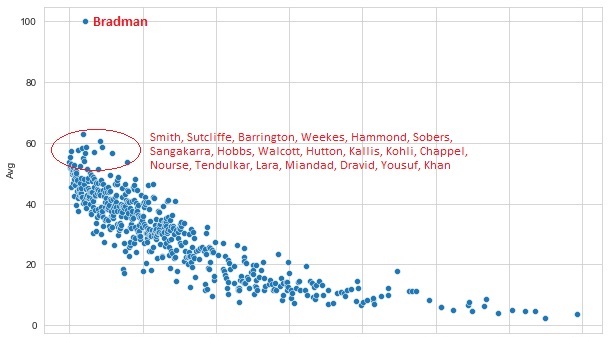 100
Bradman
80
60
Smith, Sutcliffe, Barrington, Weekes, Hammond, Sobers,
Sangakarra, Hobbs, Walcott, Hutton, Kallis, Kohli, Chappel,
Nourse, Tendulkar, Lara, Miandad, Dravid, Yousuf, Khan
Avg
40
20
0